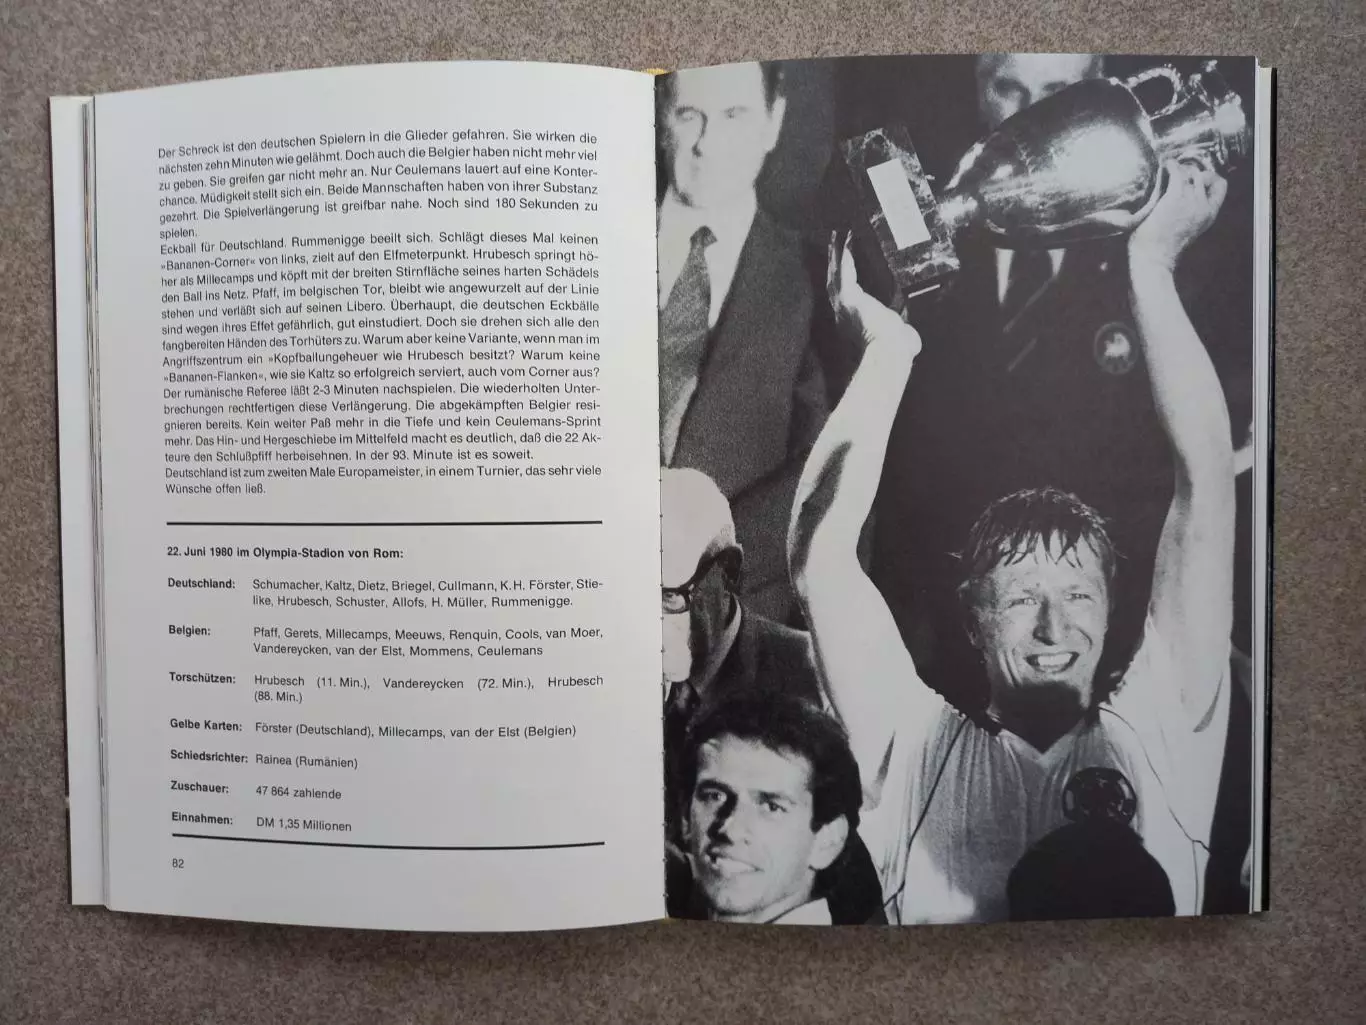 Der Schreck ist den deutschen Spielern in die Glieder gefahren. Sie wirken die
nächsten zehn Minuten wie gelähmt. Doch auch die Belgier haben nicht mehr viel
zu geben. Sie greifen gar nicht mehr an. Nur Ceulemans lauert auf eine Konter-
chance. Müdigkeit stellt sich ein. Beide Mannschaften haben von ihrer Substanz
gezehrt. Die Spielverlängerung ist greifbar nahe. Noch sind 180 Sekunden zu
spielen.
Eckball für Deutschland. Rummenigge beeilt sich. Schlägt dieses Mal keinen
»Bananen-Corner« von links, zielt auf den Elfmeterpunkt. Hrubesch springt hö-
her als Millecamps und köpft mit der breiten Stirnfläche seines harten Schädels
den Ball ins Netz. Pfaff, im belgischen Tor, bleibt wie angewurzelt auf der Linie
stehen und verläßt sich auf seinen Libero. Überhaupt, die deutschen Eckbälle
sind wegen ihres Effet gefährlich, gut einstudiert. Doch sie drehen sich alle den
fangbereiten Händen des Torhüters zu. Warum aber keine Variante, wenn man im
Angriffszentrum ein »Kopfballungeheuer wie Hrubesch besitzt? Warum keine
»Bananen-Flanken«, wie sie Kaltz so erfolgreich serviert, auch vom Corner aus?
Der rumänische Referee läßt 2-3 Minuten nachspielen. Die wiederholten Unter-
brechungen rechtfertigen diese Verlängerung. Die abgekämpften Belgier resi-
gnieren bereits. Kein weiter Paß mehr in die Tiefe und kein Ceulemans-Sprint
mehr. Das Hin- und Hergeschiebe im Mittelfeld macht es deutlich, daß die 22 Ak-
teure den Schlußpfiff herbeisehnen. In der 93. Minute ist es soweit.
Deutschland ist zum zweiten Male Europameister, in einem Turnier, das sehr viele
Wünsche offen ließ.
22. Juni 1980 im Olympia-Stadion von Rom:
Deutschland: Schumacher, Kaltz, Dietz, Briegel, Cullmann, K.H. Förster, Stie-
like, Hrubesch, Schuster, Allofs, H. Müller, Rummenigge.
Belgien: Pfaff, Gerets, Millecamps, Meeuws, Renquin, Cools, van Moer,
Vandereycken, van der Elst, Mommens, Ceulemans
Torschützen: Hrubesch (11. Min.), Vandereycken (72. Min.), Hrubesch
(88. Min.)
Gelbe Karten: Förster (Deutschland), Millecamps, van der Elst (Belgien)
Schiedsrichter: Rainea (Rumänien)
Zuschauer: 47 864 zahlende
Einnahmen: DM 1,35 Millionen
82